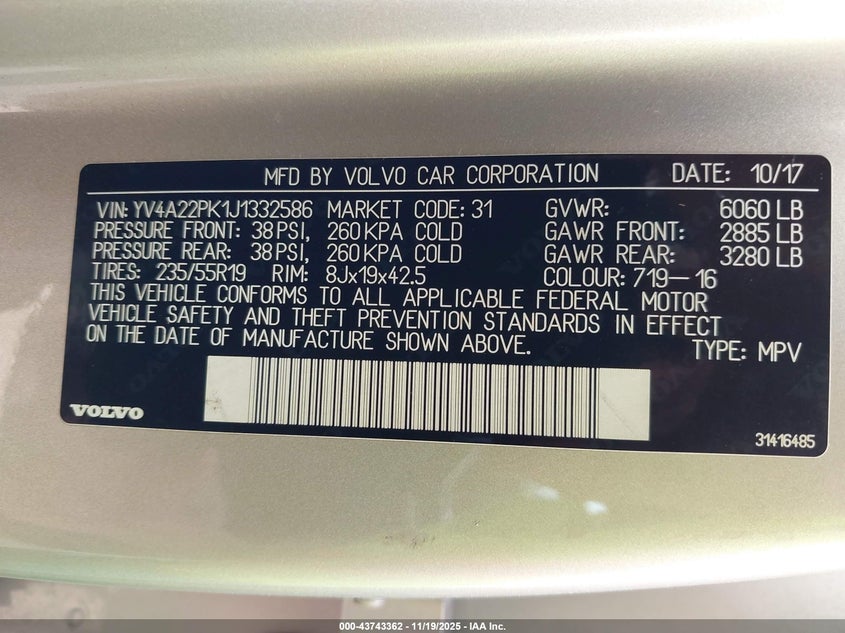 MFD BY VOLVO CAR CORPORATION DATE: 10/17
VIN: YV4A22PK1J1332586 MARKET CODE: 31 GVWR: 6060 LB
PRESSURE FRONT: 38 PSI, 260 KPA COLD GAWR FRONT: 2885 LB
PRESSURE REAR: 38 PSI, 260 KPA COLD GAWR REAR: 3280 LB
TIRES: 235/55R19 RIM: 8Jx19x42.5 COLOUR: 719-16
THIS VEHICLE CONFORMS TO ALL APPLICABLE FEDERAL MOTOR
VEHICLE SAFETY AND THEFT PREVENTION STANDARDS IN EFFECT
ON THE DATE OF MANUFACTURE SHOWN ABOVE.
TYPE: MPV
VOLVO
31416485
000-43743362 - 11/19/2025 - IAA Inc.